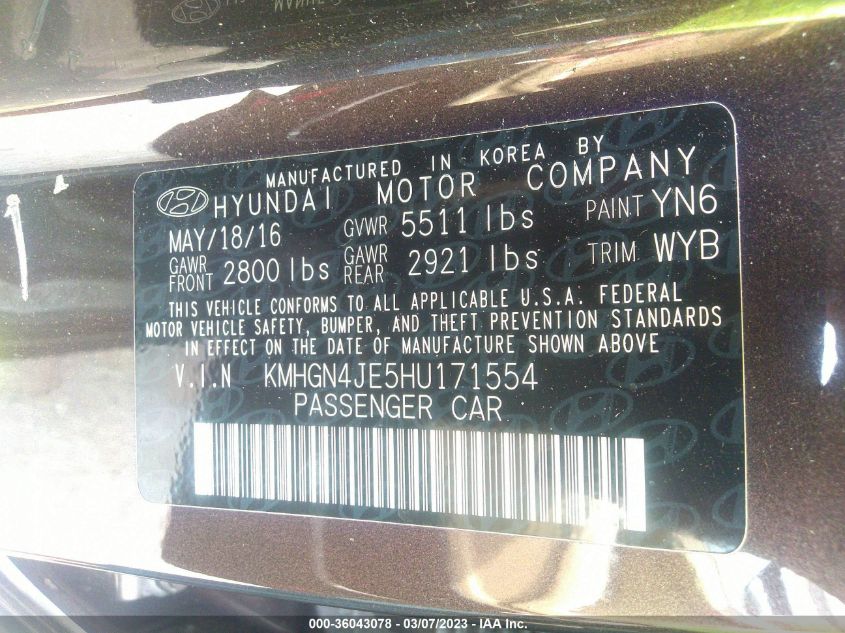 MANUFACTURED IN KOREA BY
HYUNDAI MOTOR COMPANY
MAY/18/16 GVWR 5511 lbs PAINT YN6
GAWR FRONT 2800 lbs GAWR REAR 2921 lbs TRIM WYB
THIS VEHICLE CONFORMS TO ALL APPLICABLE U.S.A. FEDERAL
MOTOR VEHICLE SAFETY, BUMPER, AND THEFT PREVENTION STANDARDS
IN EFFECT ON THE DATE OF MANUFACTURE SHOWN ABOVE
V.I.N KMHGN4JE5HU171554
PASSENGER CAR
000-36043078 - 03/07/2023 - IAA Inc.